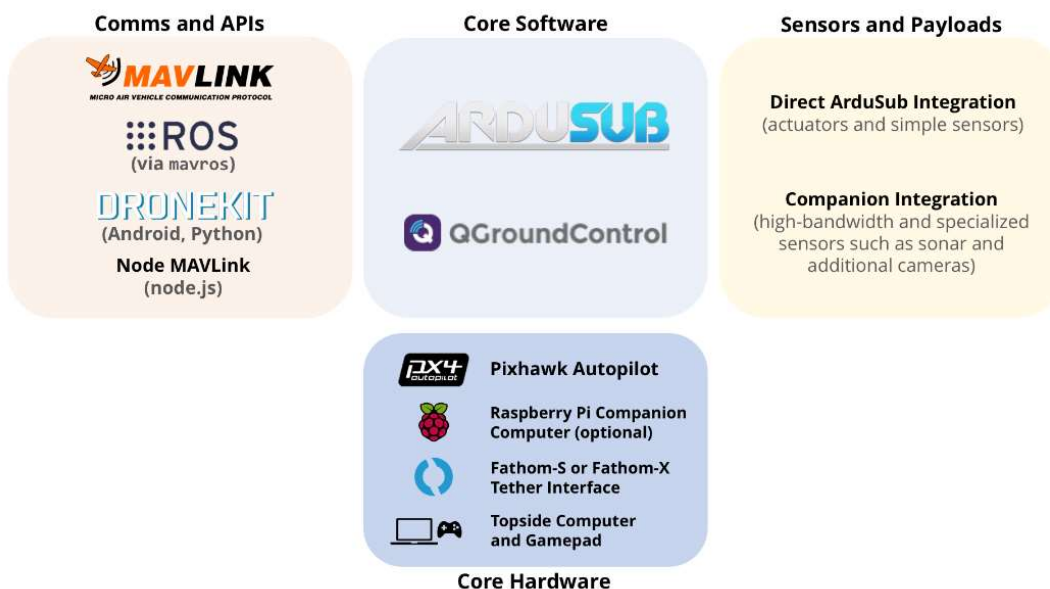 Comms and APIs
MAVLINK
MICRO AIR VEHICLE COMMUNICATION PROTOCOL
ROS
(via mavros)
DRONEKIT
(Android, Python)
Node MAVLink
(node.js)
Core Software
ARDUSUB
QGroundControl
Sensors and Payloads
Direct ArduSub Integration
(actuators and simple sensors)
Companion Integration
(high-bandwidth and specialized
sensors such as sonar and
additional cameras)
px4
autopilot
Pixhawk Autopilot
Raspberry Pi Companion
Computer (optional)
Fathom-S or Fathom-X
Tether Interface
Topside Computer
and Gamepad
Core Hardware